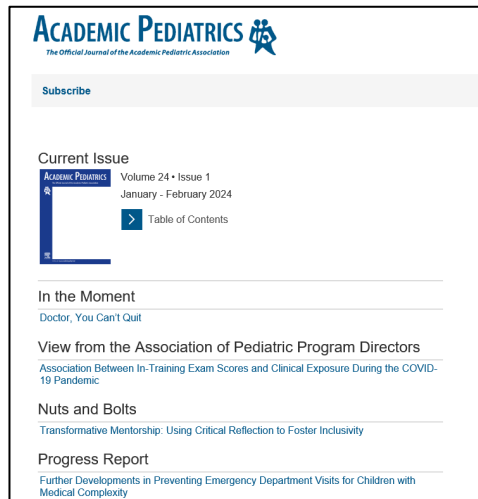 ACADEMIC PEDIATRICS
The Official Journal of the Academic Pediatric Association
Subscribe
Current Issue
ACADEMIC PEDIATRICS
Volume 24 • Issue 1
January - February 2024
Table of Contents
In the Moment
Doctor, You Can't Quit
View from the Association of Pediatric Program Directors
Association Between In-Training Exam Scores and Clinical Exposure During the COVID-
19 Pandemic
Nuts and Bolts
Transformative Mentorship: Using Critical Reflection to Foster Inclusivity
Progress Report
Further Developments in Preventing Emergency Department Visits for Children with
Medical Complexity